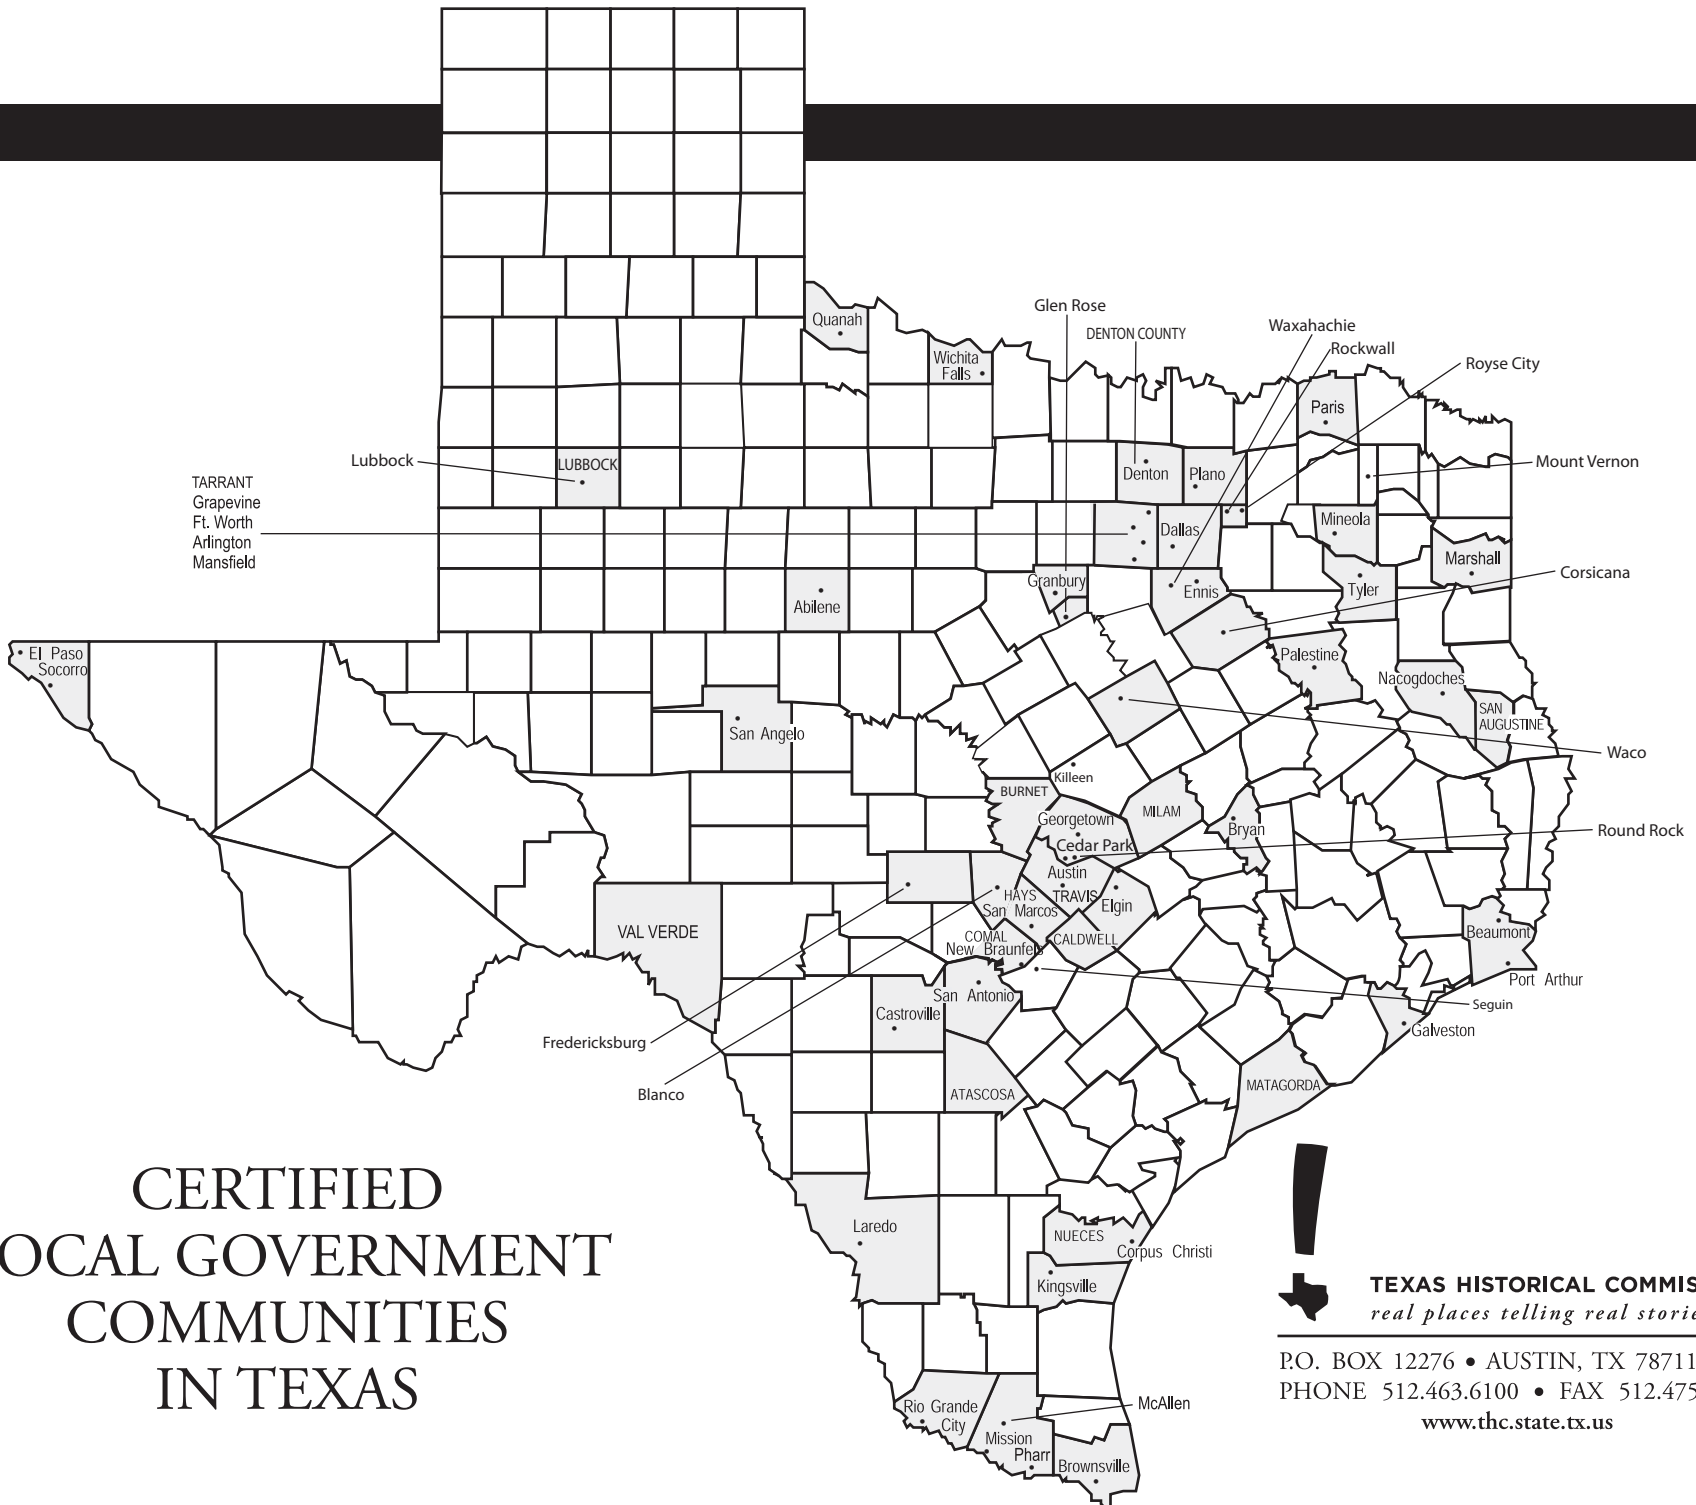 Glen Rose
DENTON COUNTY
Waxahachie
Rockwall
Royse City
Quanah
Wichita
Falls
Paris
Lubbock
LUBBOCK
Denton
Plano
Mount Vernon
TARRANT
Grapevine
Ft. Worth
Arlington
Mansfield
Dallas
Mineola
Marshall
Corsicana
Granbury
Ennis
Tyler
Abilene
El Paso
Socorro
Palestine
Nacogdoches
SAN
AUGUSTINE
San Angelo
Waco
Killeen
BURNET
MILAM
Georgetown
Bryan
Round Rock
Cedar Park
Austin
TRAVIS
HAYS
San Marcos
Elgin
VAL VERDE
COMAL
New Braunfels
CALDWELL
Beaumont
Port Arthur
San Antonio
Castroville
Seguin
Galveston
Fredericksburg
Blanco
ATASCOSA
MATAGORDA
Laredo
NUECES
Corpus Christi
Kingsville
McAllen
Rio Grande
City
Mission
Pharr
Brownsville
CERTIFIED
OCAL GOVERNMENT
COMMUNITIES
IN TEXAS
TEXAS HISTORICAL COMMIS
real places telling real storie
P.O. BOX 12276 • AUSTIN, TX 78711
PHONE 512.463.6100 • FAX 512.475
www.thc.state.tx.us